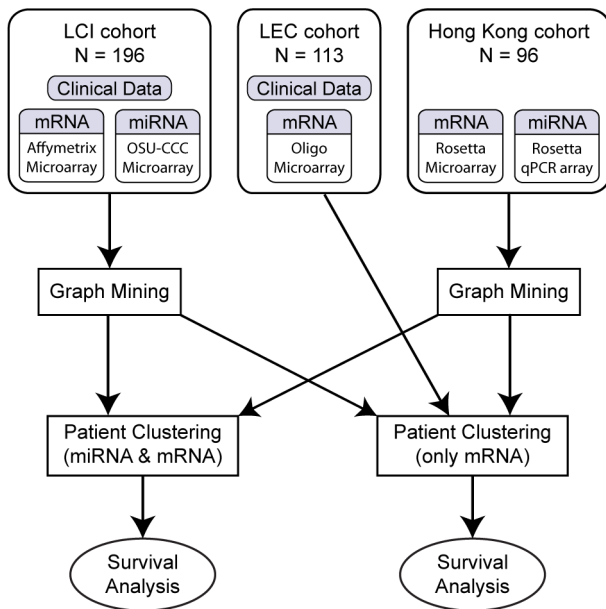 LCI cohort
N = 196
Clinical Data
mRNA
Affymetrix
Microarray
miRNA
OSU-CCC
Microarray
LEC cohort
N = 113
Clinical Data
mRNA
Oligo
Microarray
Hong Kong cohort
N = 96
mRNA
Rosetta
Microarray
miRNA
Rosetta
qPCR array
Graph Mining
Graph Mining
Patient Clustering
(miRNA & mRNA)
Patient Clustering
(only mRNA)
Survival
Analysis
Survival
Analysis